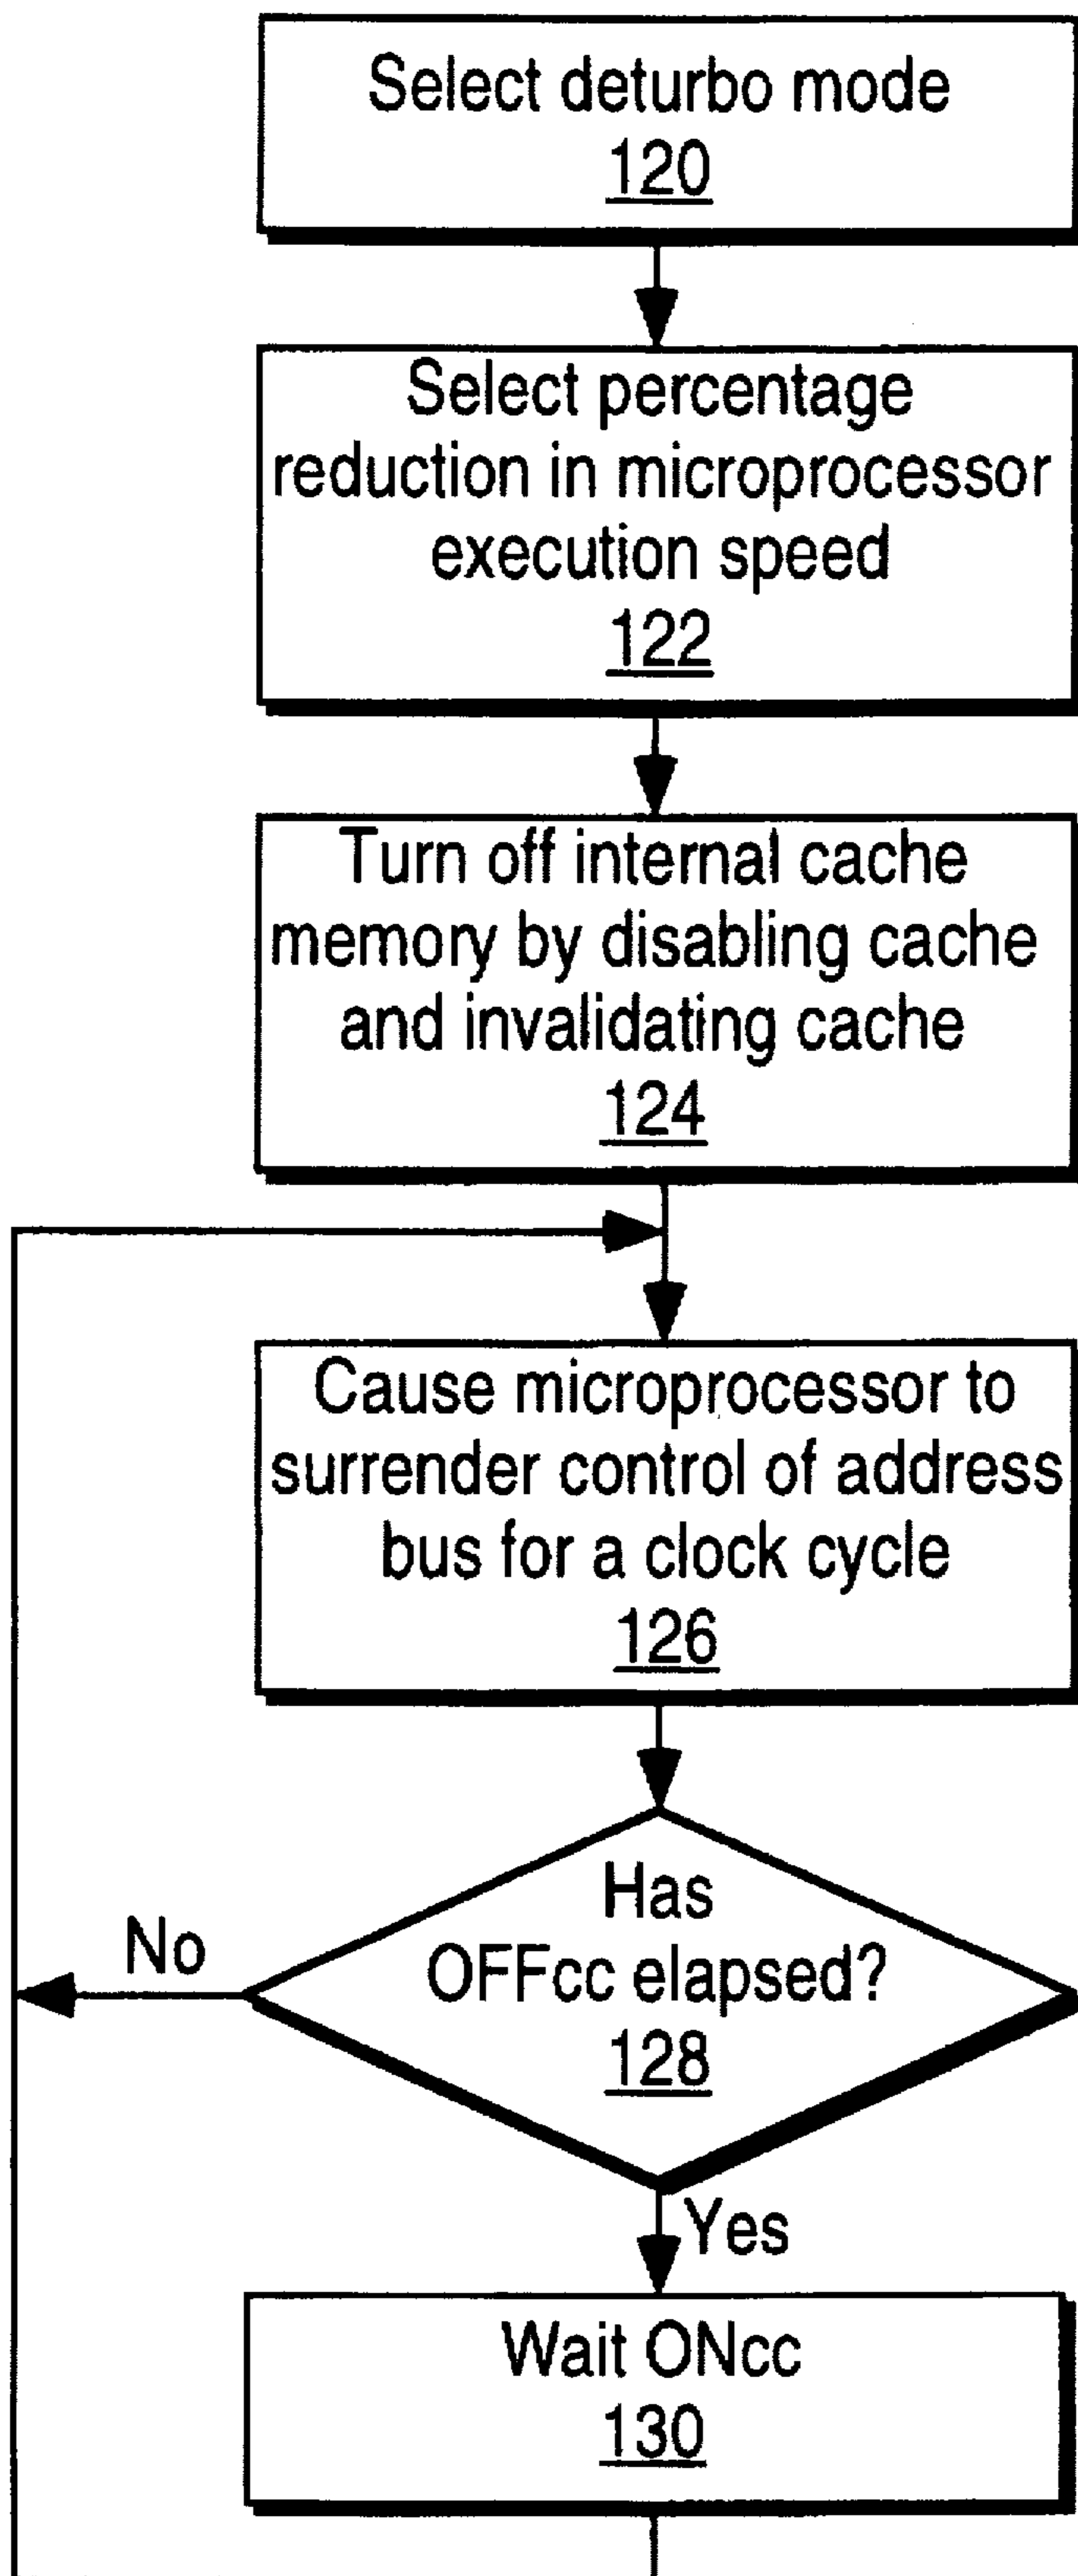 Select deturbo mode
120
Select percentage
reduction in microprocessor
execution speed
122
Turn off internal cache
memory by disabling cache
and invalidating cache
124
Cause microprocessor to
surrender control of address
bus for a clock cycle
126
Has
OFFcc elapsed?
128
No
Yes
Wait ONcc
130